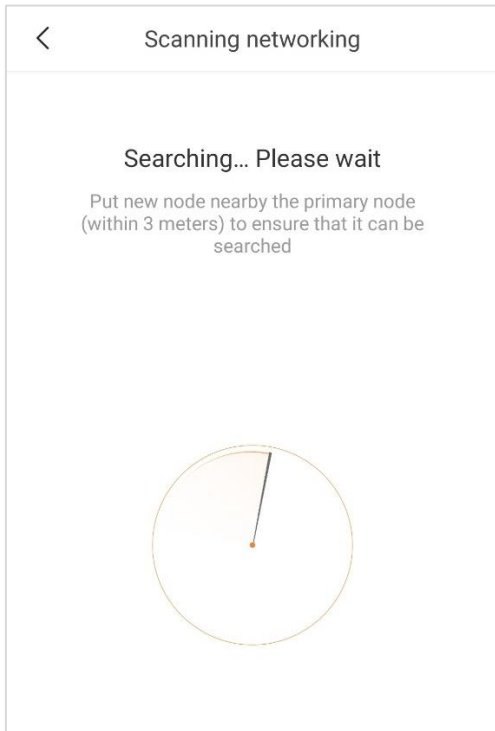 Scanning networking
Searching... Please wait
Put new node nearby the primary node
(within 3 meters) to ensure that it can be
searched